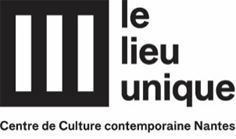 le
lieu
unique
Centre de Culture contemporaine Nantes